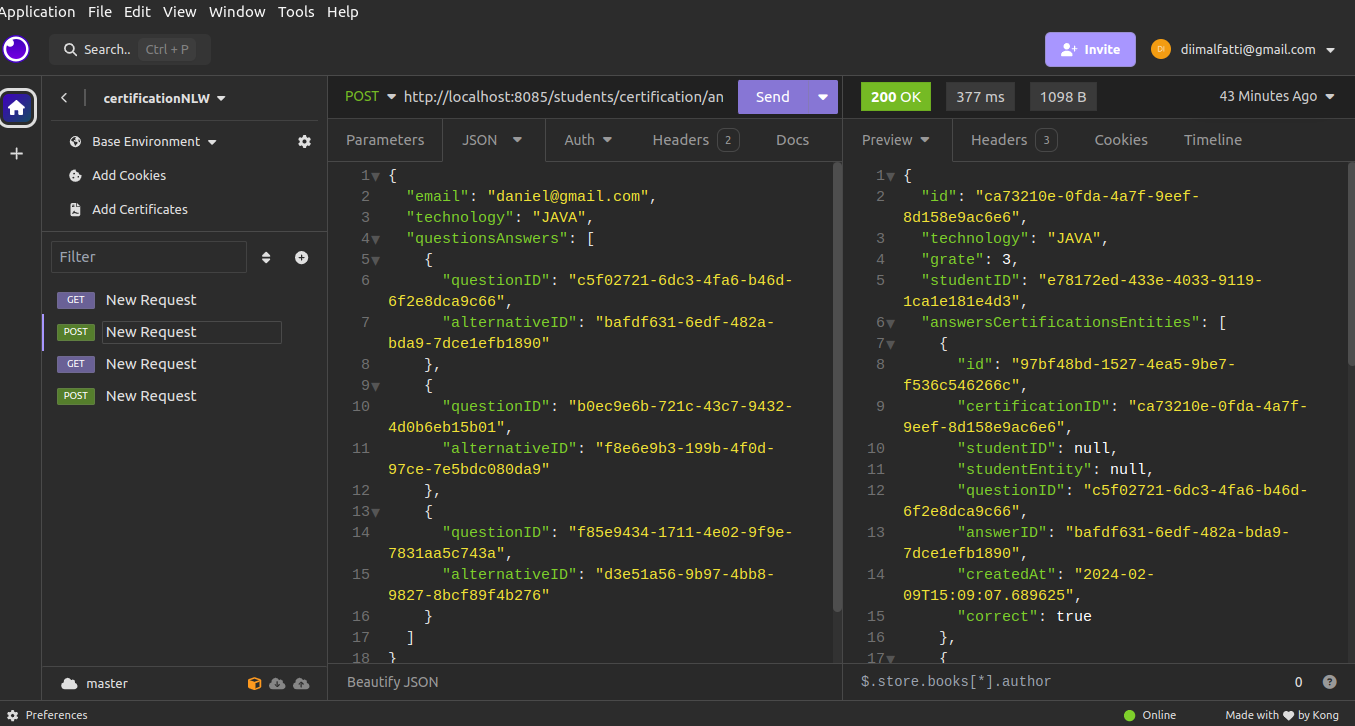 Application File Edit View Window Tools Help
Search.. Ctrl + P
Invite
DI
diimalfatti@gmail.com
certificationNLW
Base Environment
Add Cookies
Add Certificates
Filter
GET New Request
POST New Request
GET New Request
POST New Request
master
POST http://localhost:8085/students/certification/an Send
Parameters JSON Auth Headers 2 Docs
1 {
2 "email": "daniel@gmail.com",
3 "technology": "JAVA",
4 "questionsAnswers": [
5 {
6 "questionID": "c5f02721-6dc3-4fa6-b46d-
6f2e8dca9c66",
7 "alternativeID": "bafdf631-6edf-482a-
bda9-7dce1efb1890"
8 },
9 {
10 "questionID": "b0ec9e6b-721c-43c7-9432-
4d0b6eb15b01",
11 "alternativeID": "f8e6e9b3-199b-4f0d-
97ce-7e5bdc080da9"
12 },
13 {
14 "questionID": "f85e9434-1711-4e02-9f9e-
7831aa5c743a",
15 "alternativeID": "d3e51a56-9b97-4bb8-
9827-8bcf89f4b276"
16 }
17 ]
18 }
Beautify JSON
200 OK 377 ms 1098 B 43 Minutes Ago
Preview Headers 3 Cookies Timeline
1 {
2 "id": "ca73210e-0fda-4a7f-9eef-
8d158e9ac6e6",
3 "technology": "JAVA",
4 "grate": 3,
5 "studentID": "e78172ed-433e-4033-9119-
1ca1e181e4d3",
6 "answersCertificationsEntities": [
7 {
8 "id": "97bf48bd-1527-4ea5-9be7-
f536c546266c",
9 "certificationID": "ca73210e-0fda-4a7f-
9eef-8d158e9ac6e6",
10 "studentID": null,
11 "studentEntity": null,
12 "questionID": "c5f02721-6dc3-4fa6-b46d-
6f2e8dca9c66",
13 "answerID": "bafdf631-6edf-482a-bda9-
7dce1efb1890",
14 "createdAt": "2024-02-
09T15:09:07.689625",
15 "correct": true
16 },
17 {
$.store.books[*].author 0 ?
Preferences
Online
Made with ♥ by Kong